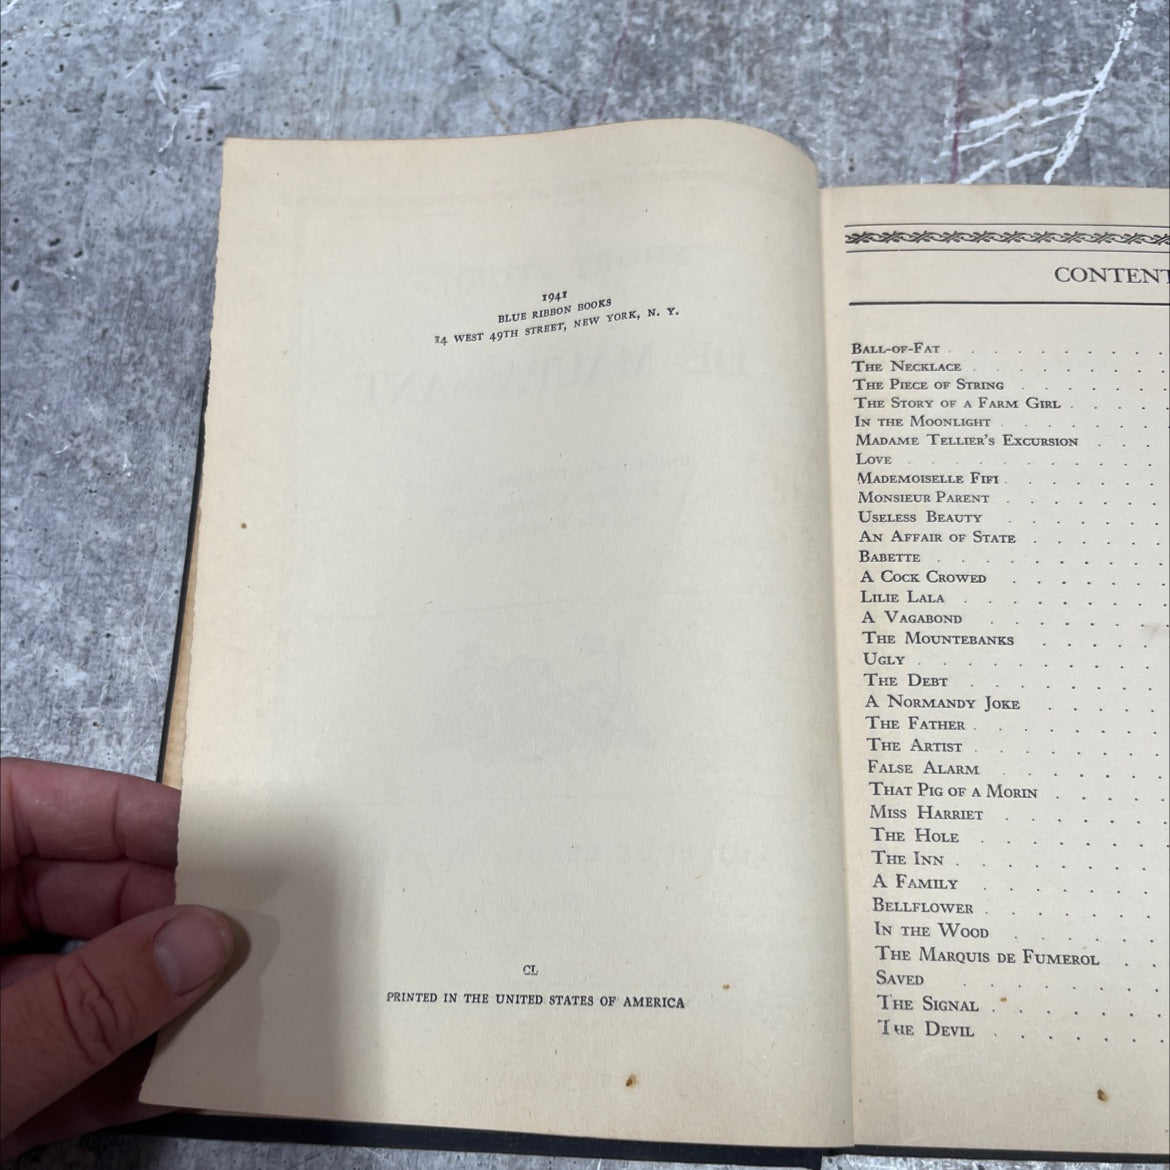 1941
BLUE RIBBON BOOKS
14 WEST 49TH STREET, NEW YORK, N. Y.
CL
PRINTED IN THE UNITED STATES OF AMERICA
CONTENT
BALL-OF-FAT
THE NECKLACE
THE PIECE OF STRING
THE STORY OF A FARM GIRL
IN THE MOONLIGHT
MADAME TELLIER'S EXCURSION
LOVE
MADEMOISELLE FIFI
MONSIEUR PARENT
USELESS BEAUTY
AN AFFAIR OF STATE
BABETTE
A COCK CROWED
LILIE LALA
A VAGABOND
THE MOUNTEBANKS
UGLY
THE DEBT
A NORMANDY JOKE
THE FATHER
THE ARTIST
FALSE ALARM
THAT PIG OF A MORIN
MISS HARRIET
THE HOLE
THE INN
A FAMILY
BELLFLOWER
IN THE WOOD
THE MARQUIS DE FUMEROL
SAVED
THE SIGNAL
THE DEVIL